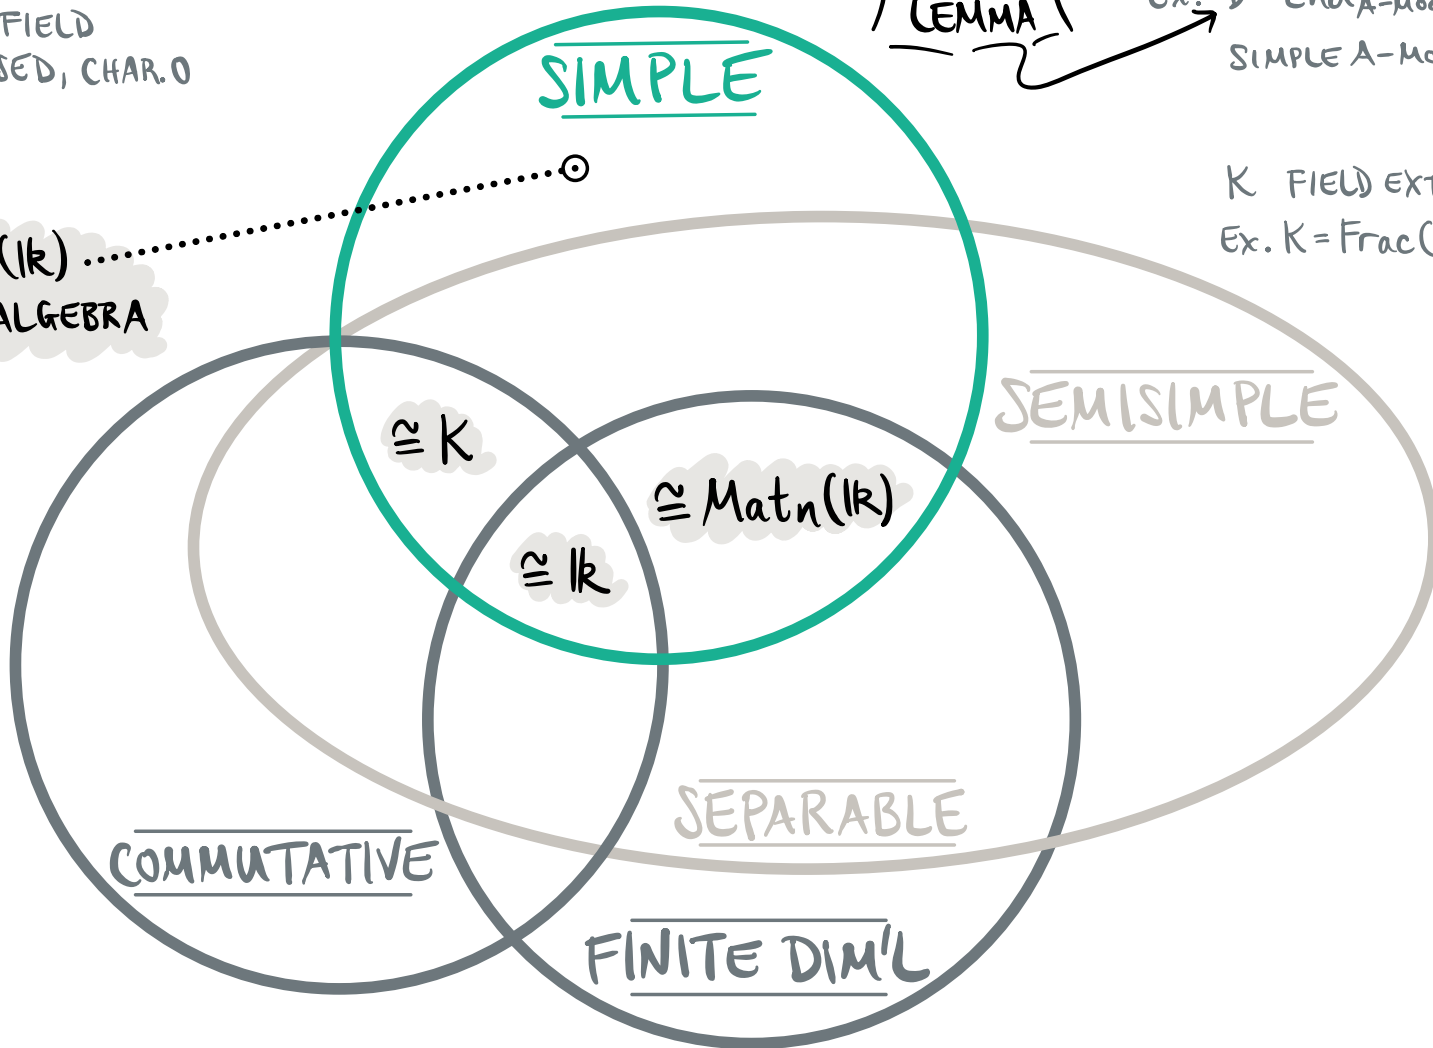 FIELD
SED, CHAR. 0
LEMMA
Ex.
SIMPLE A-MO
SIMPLE
K FIELD EXT
Ex. K = Frac(
(𝕜)
ALGEBRA
SEMISIMPLE
≅ K
≅ Matn(𝕜)
≅ 𝕜
SEPARABLE
COMMUTATIVE
FINITE DIM'L